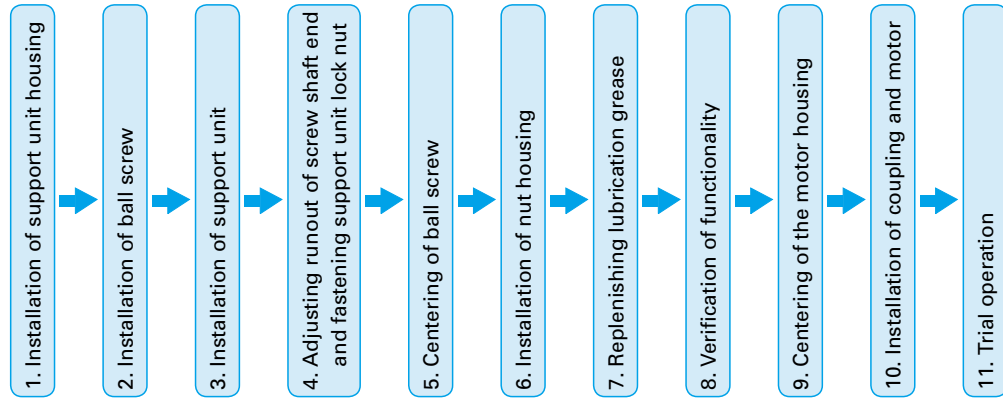 1. Installation of support unit housing
2. Installation of ball screw
3. Installation of support unit
4. Adjusting runout of screw shaft end
and fastening support unit lock nut
5. Centering of ball screw
6. Installation of nut housing
7. Replenishing lubrication grease
8. Verification of functionality
9. Centering of the motor housing
10. Installation of coupling and motor
11. Trial operation